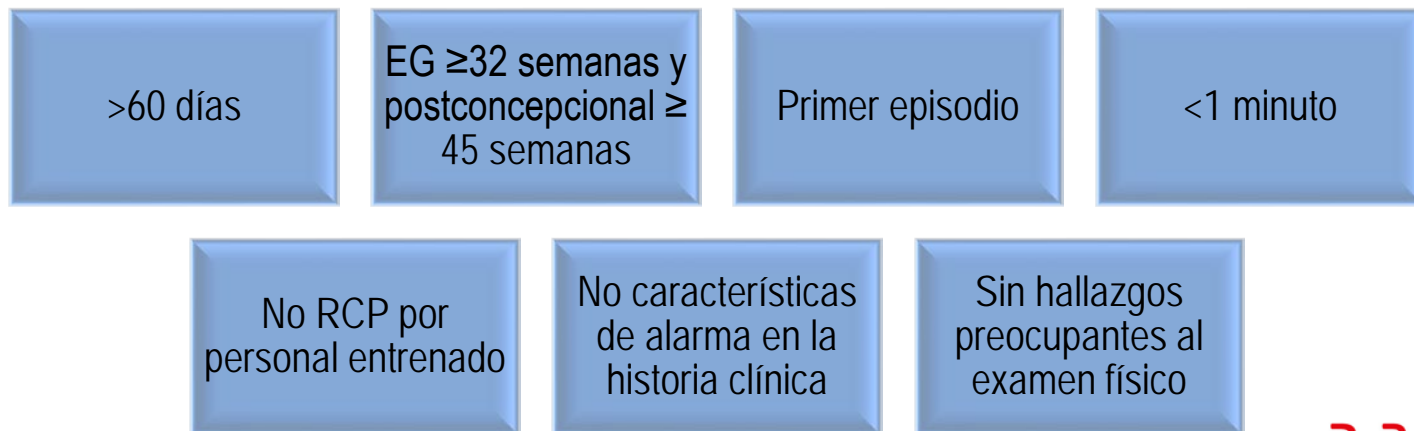 >60 días
EG ≥32 semanas y
postconcepcional ≥
45 semanas
Primer episodio
<1 minuto
No RCP por
personal entrenado
No características
de alarma en la
historia clínica
Sin hallazgos
preocupantes al
examen físico